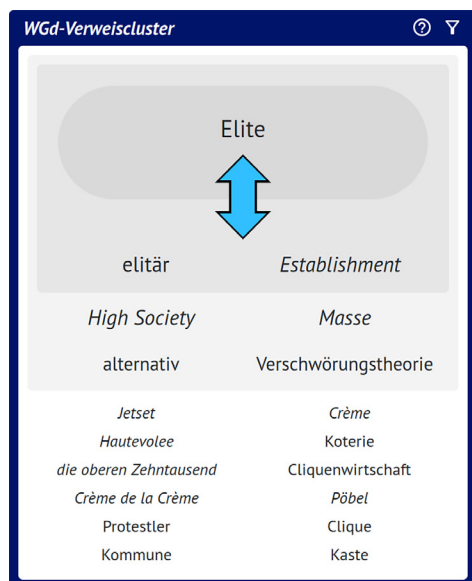 WGd-Verweiscluster
Elite
elitär Establishment
High Society Masse
alternativ Verschwörungstheorie
Jetset Crème
Hautevolee Koterie
die oberen Zehntausend Cliquenwirtschaft
Crème de la Crème Pöbel
Protestler Clique
Kommune Kaste